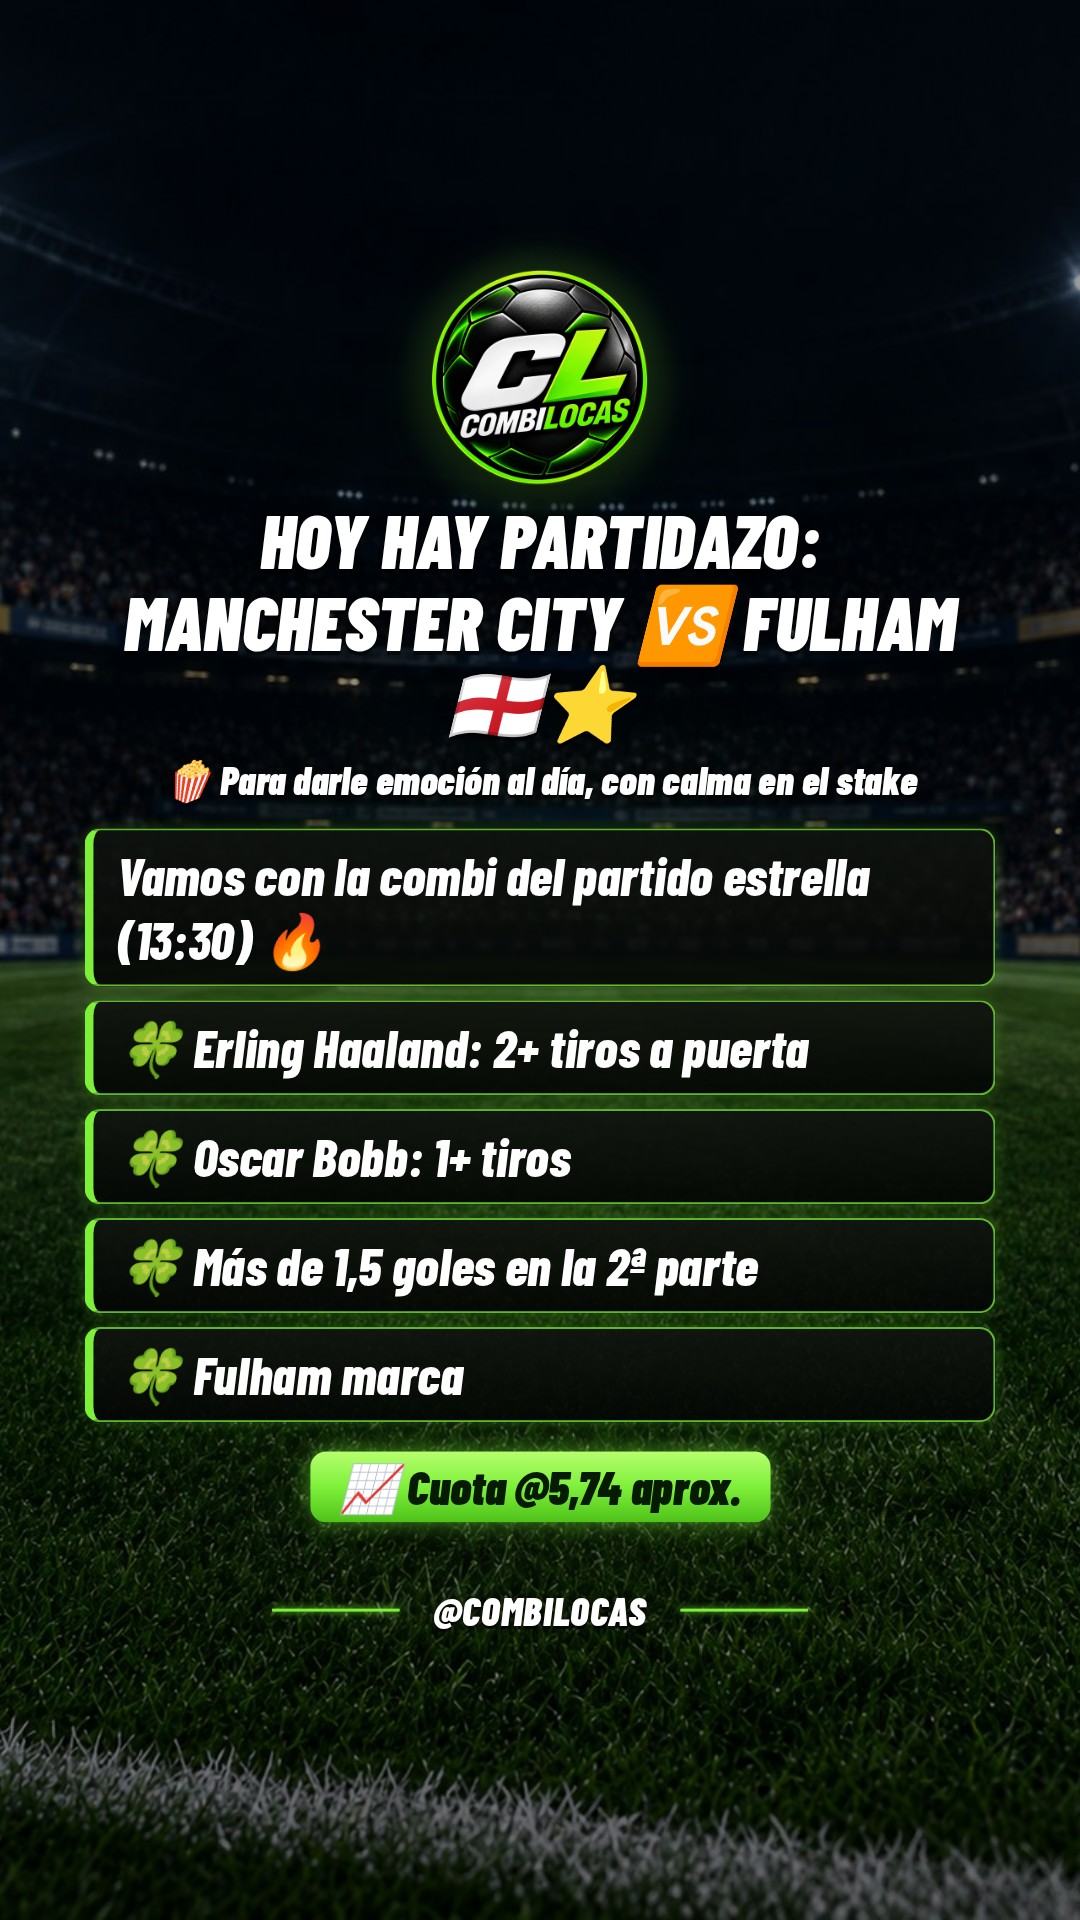 CL
COMBILOCAS
HOY HAY PARTIDAZO:
MANCHESTER CITY 🆚 FULHAM
🏴󠁧󠁢󠁥󠁮󠁧󠁿⭐
🍿 Para darle emoción al día, con calma en el stake
Vamos con la combi del partido estrella
(13:30) 🔥
🍀 Erling Haaland: 2+ tiros a puerta
🍀 Oscar Bobb: 1+ tiros
🍀 Más de 1,5 goles en la 2ª parte
🍀 Fulham marca
📈 Cuota @5,74 aprox.
@COMBILOCAS